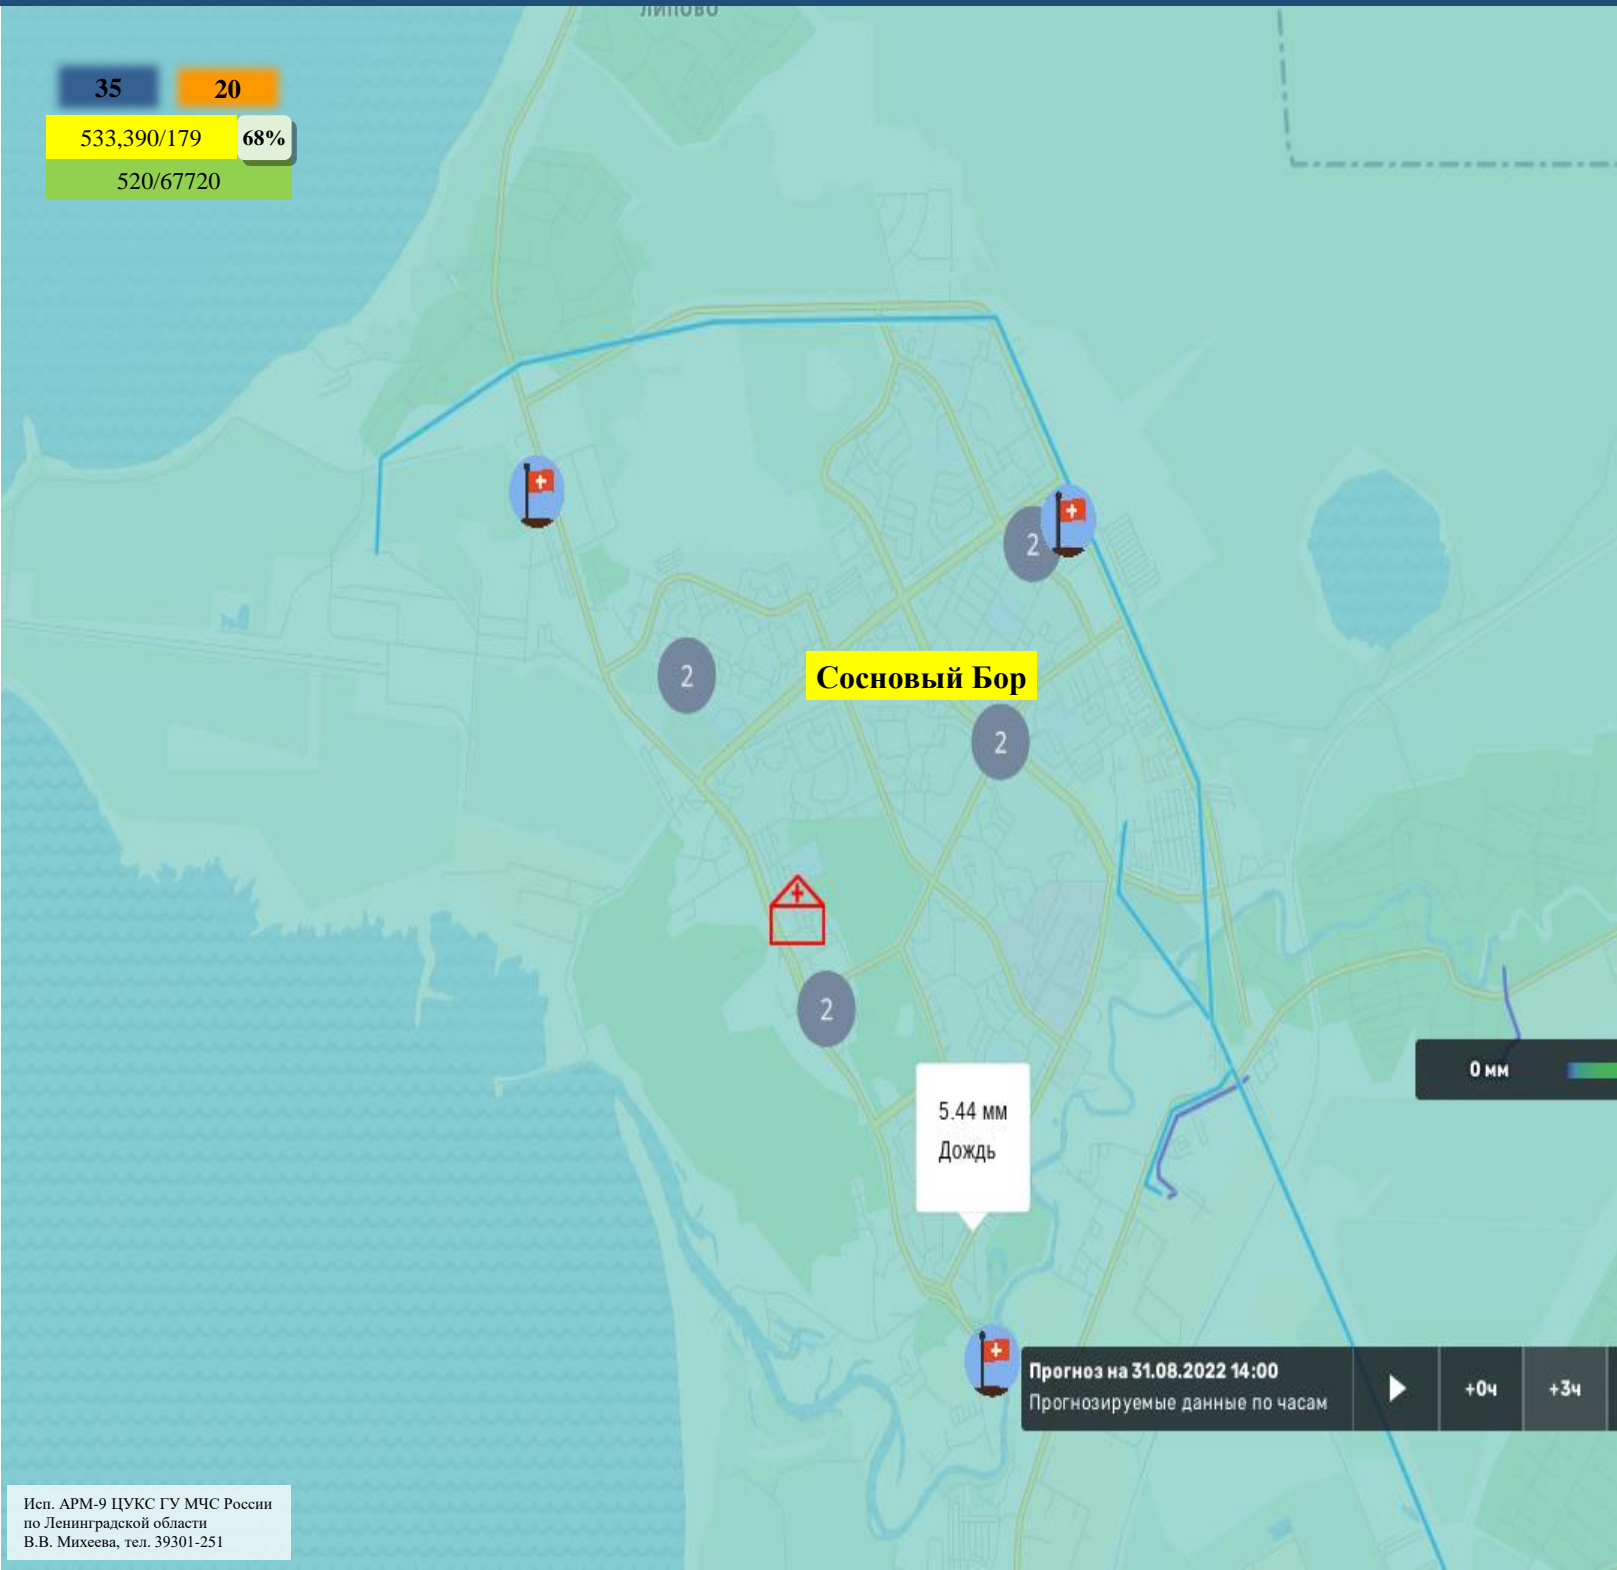 ЛИПОВО
35 20
533,390/179 68%
520/67720
2
2
Сосновый Бор
2
2
0 мм
5.44 мм
Дождь
Прогноз на 31.08.2022 14:00
Прогнозируемые данные по часам
+0ч +3ч
Исп. АРМ-9 ЦУКС ГУ МЧС России
по Ленинградской области
В.В. Михеева, тел. 39301-251